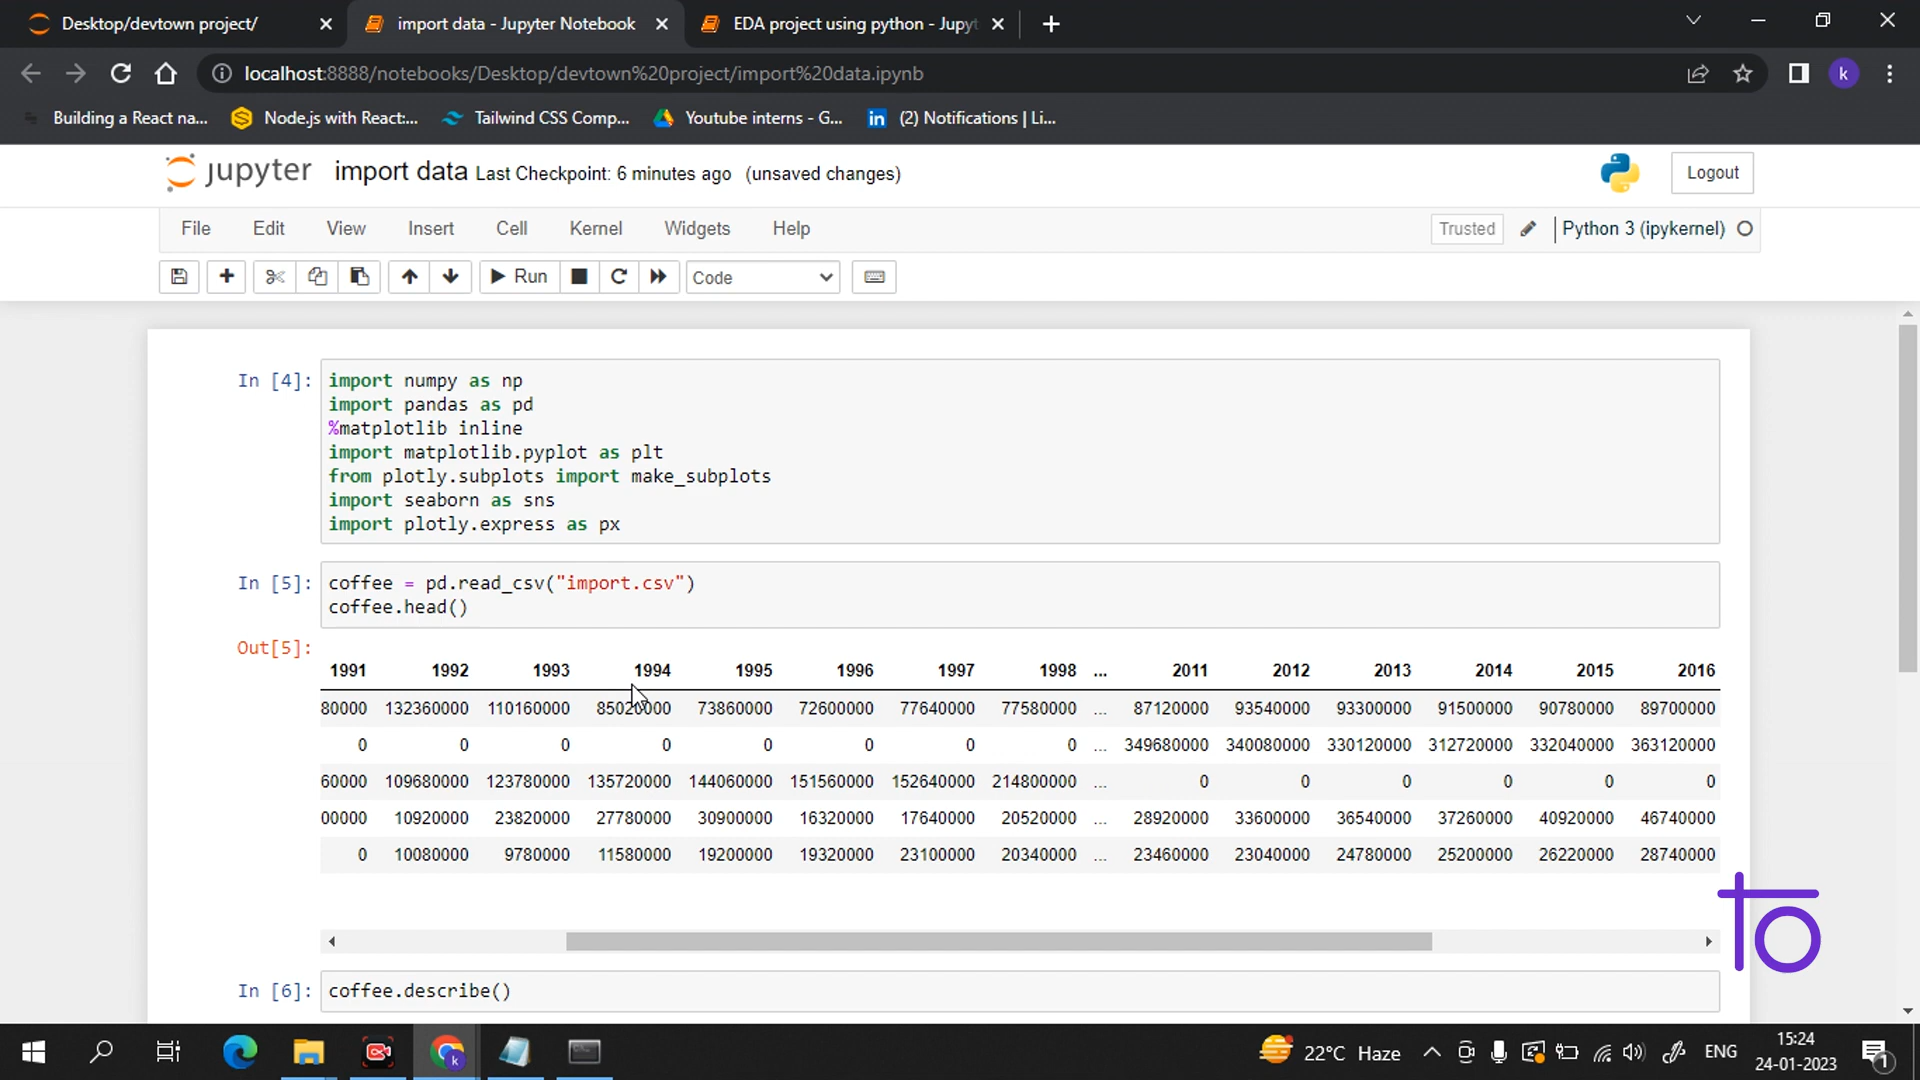 Desktop/devtown project/
import data - Jupyter Notebook
EDA project using python - Jupyt
localhost:8888/notebooks/Desktop/devtown%20project/import%20data.ipynb
k
Building a React na...
Node.js with React:...
Tailwind CSS Comp...
Youtube interns - G...
(2) Notifications | Li...
jupyter import data Last Checkpoint: 6 minutes ago (unsaved changes)
Logout
File Edit View Insert Cell Kernel Widgets Help
Trusted
Python 3 (ipykernel)
Run
Code
In [4]: import numpy as np
import pandas as pd
%matplotlib inline
import matplotlib.pyplot as plt
from plotly.subplots import make_subplots
import seaborn as sns
import plotly.express as px
In [5]: coffee = pd.read_csv("import.csv")
coffee.head()
Out[5]:
1991 1992 1993 1994 1995 1996 1997 1998 ... 2011 2012 2013 2014 2015 2016
80000 132360000 110160000 85020000 73860000 72600000 77640000 77580000 ... 87120000 93540000 93300000 91500000 90780000 89700000
0 0 0 0 0 0 0 0 ... 349680000 340080000 330120000 312720000 332040000 363120000
60000 109680000 123780000 135720000 144060000 151560000 152640000 214800000 ... 0 0 0 0 0 0
00000 10920000 23820000 27780000 30900000 16320000 17640000 20520000 ... 28920000 33600000 36540000 37260000 40920000 46740000
0 10080000 9780000 11580000 19200000 19320000 23100000 20340000 ... 23460000 23040000 24780000 25200000 26220000 28740000
In [6]: coffee.describe()
22°C Haze
ENG
15:24
24-01-2023
1